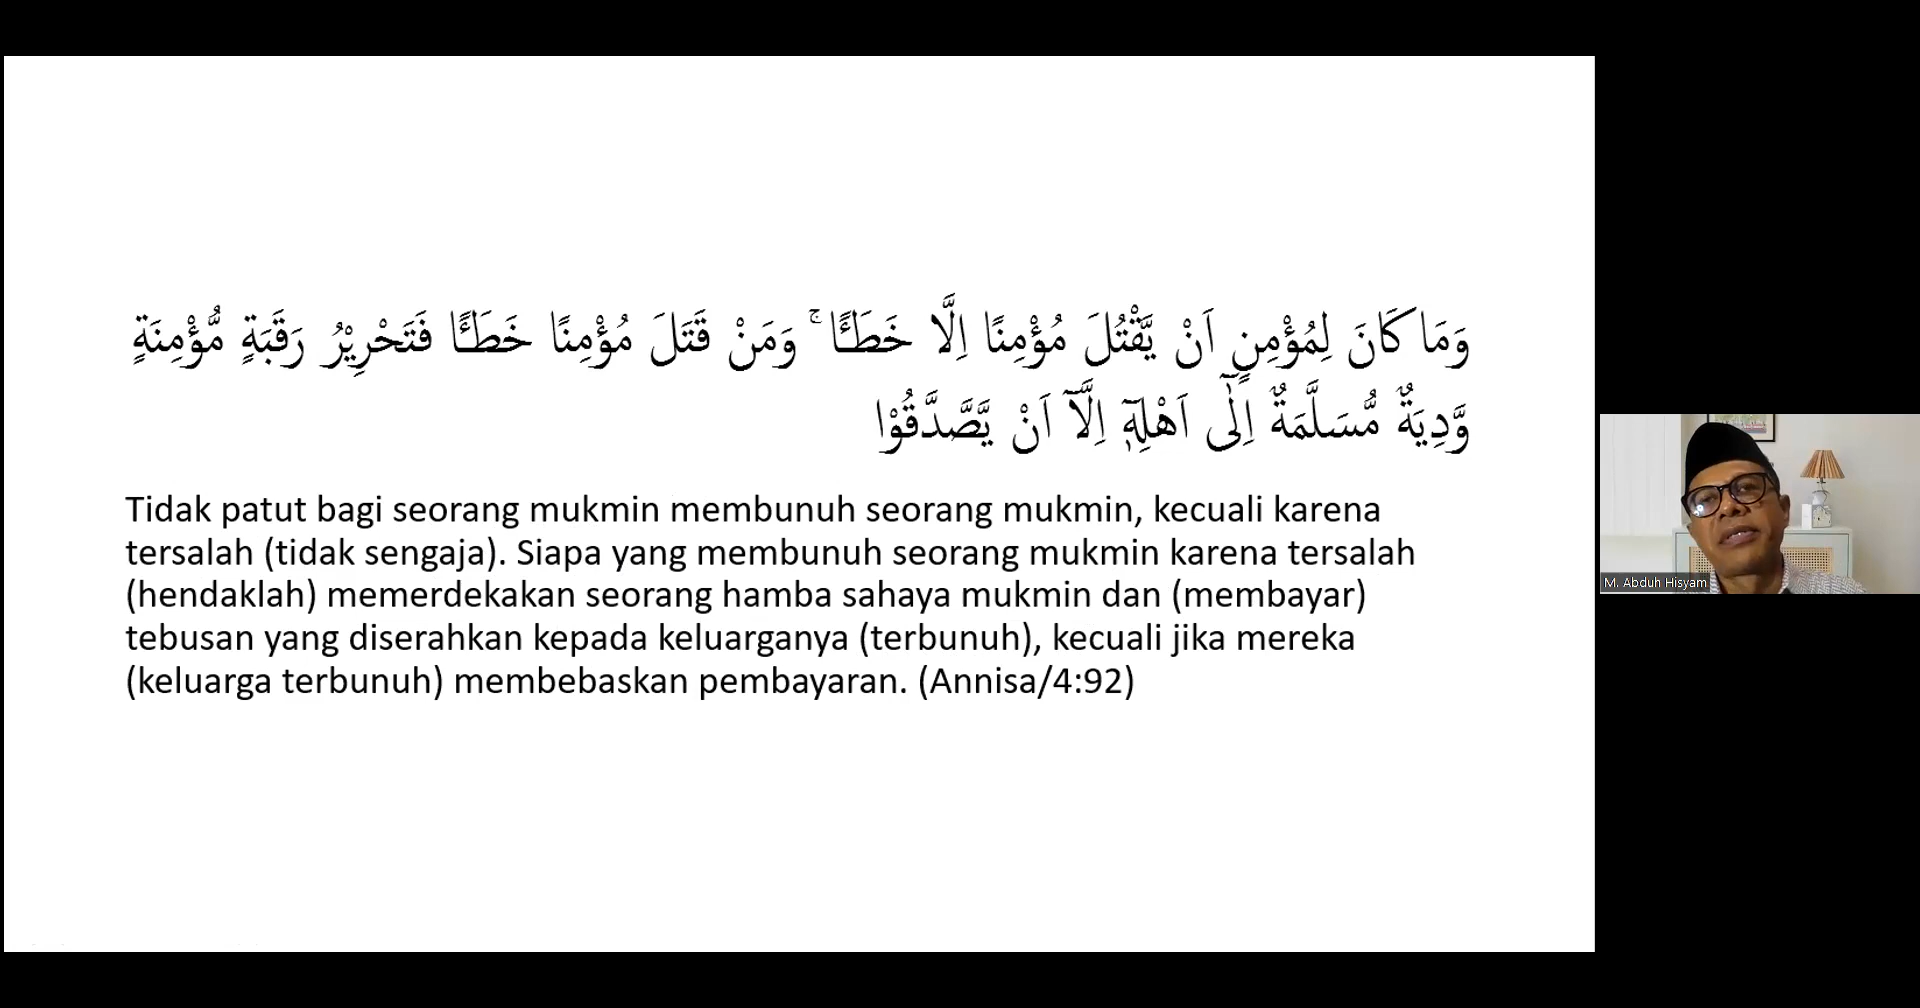 وَمَا كَانَ لِمُؤْمِنٍ اَنْ يَّقْتُلَ مُؤْمِنًا اِلَّا خَطَـًٔا ۚ وَمَنْ قَتَلَ مُؤْمِنًا خَطَـًٔا فَتَحْرِيْرُ رَقَبَةٍ مُّؤْمِنَةٍ
وَّدِيَةٌ مُّسَلَّمَةٌ اِلٰٓى اَهْلِهٖٓ اِلَّآ اَنْ يَّصَّدَّقُوْا
Tidak patut bagi seorang mukmin membunuh seorang mukmin, kecuali karena
tersalah (tidak sengaja). Siapa yang membunuh seorang mukmin karena tersalah
(hendaklah) memerdekakan seorang hamba sahaya mukmin dan (membayar)
tebusan yang diserahkan kepada keluarganya (terbunuh), kecuali jika mereka
(keluarga terbunuh) membebaskan pembayaran. (Annisa/4:92)
M. Abduh Hisyam